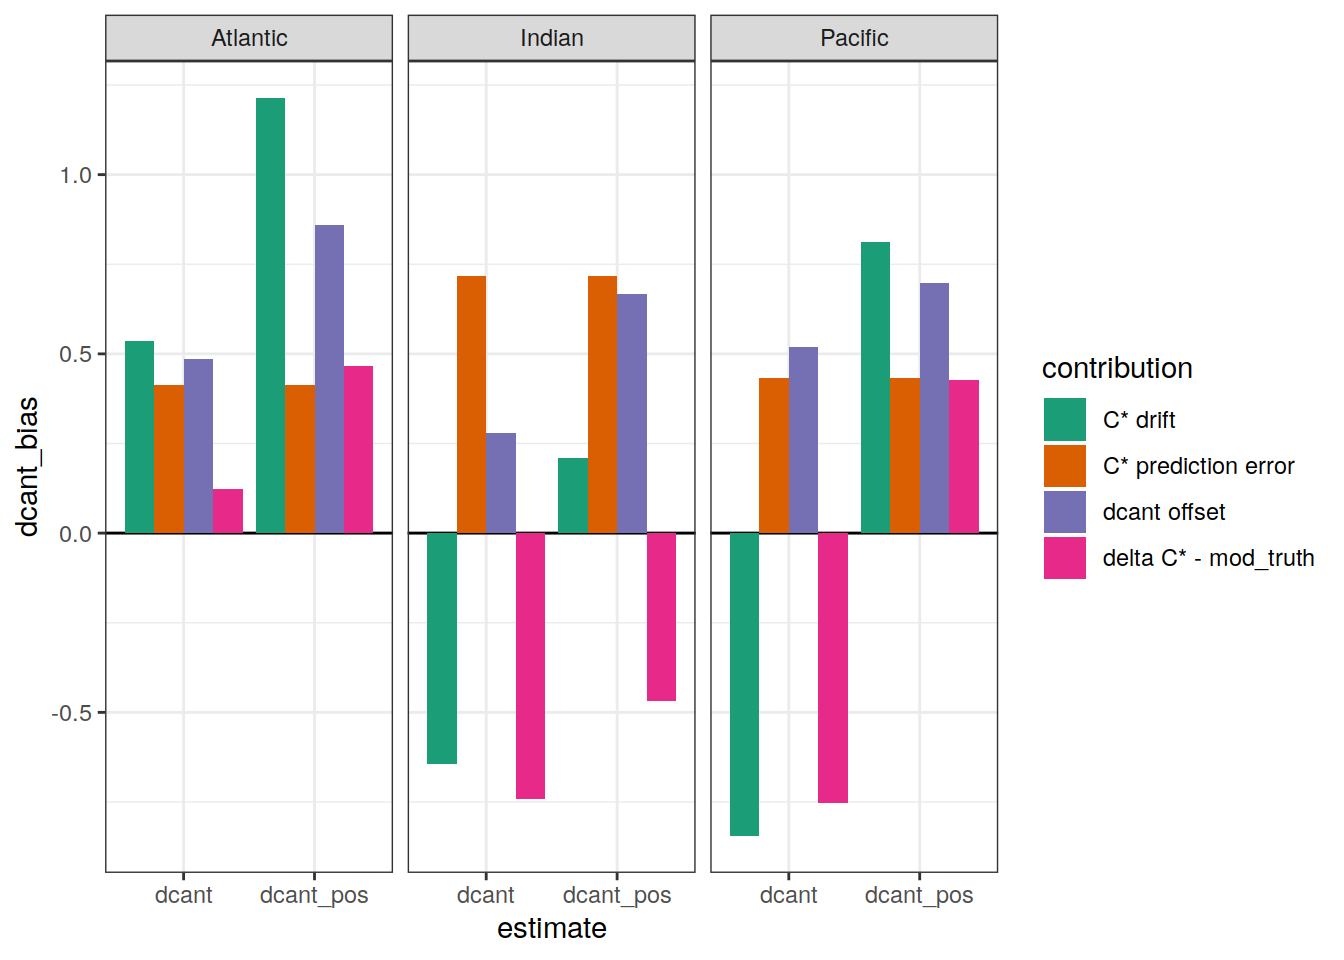 Atlantic
Indian
Pacific
dcant_bias
1.0
0.5
0.0
-0.5
dcant
dcant_pos
dcant
dcant_pos
dcant
dcant_pos
estimate
contribution
C* drift
C* prediction error
dcant offset
delta C* - mod_truth